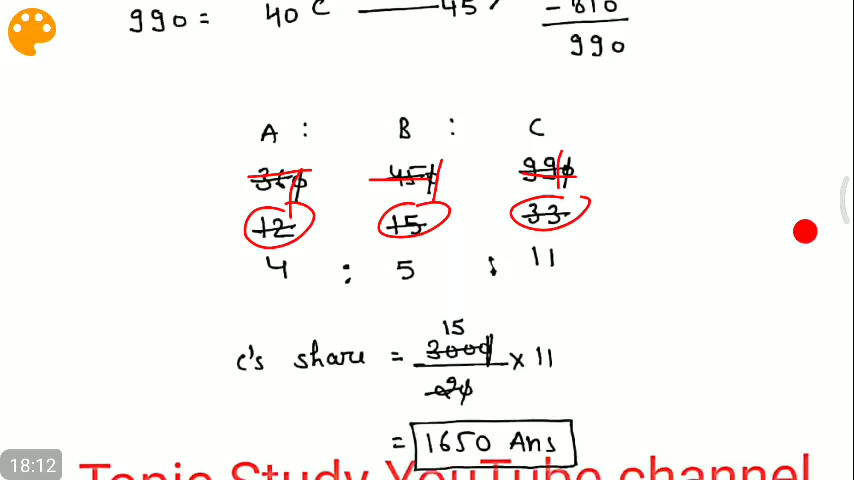 990 = 40 C 45
990
A : B : C
360 450 990
12 15 33
4 : 5 : 11
15
C's share = 3000 × 11
20
= 1650 Ans
18:12 Topic Study YouTube channel